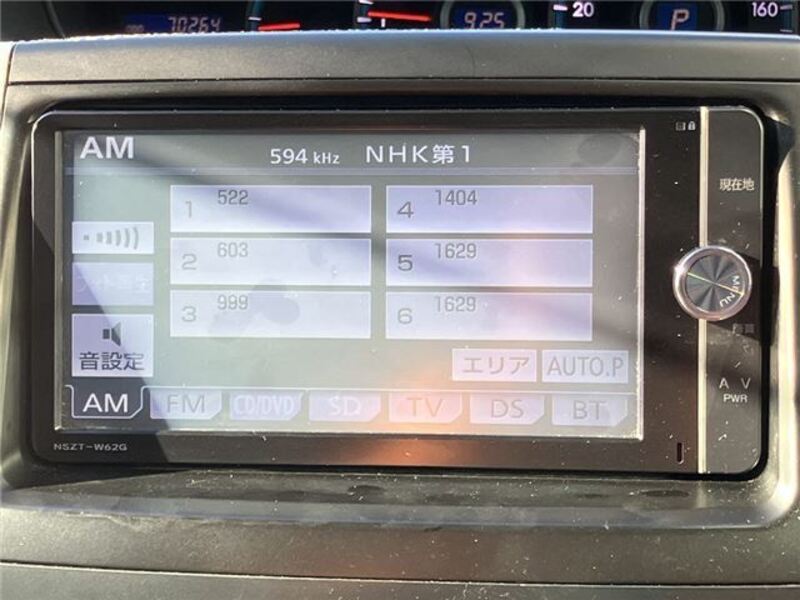 70264
9:25
20
P
160
AM
594 kHz NHK第1
現在地
1 522
4 1404
2 603
5 1629
3 999
6 1629
MENU
音設定
エリア
AUTO.P
∧ ∨
PWR
AM
FM
CD/DVD
SD
TV
DS
BT
NSZT-W62G